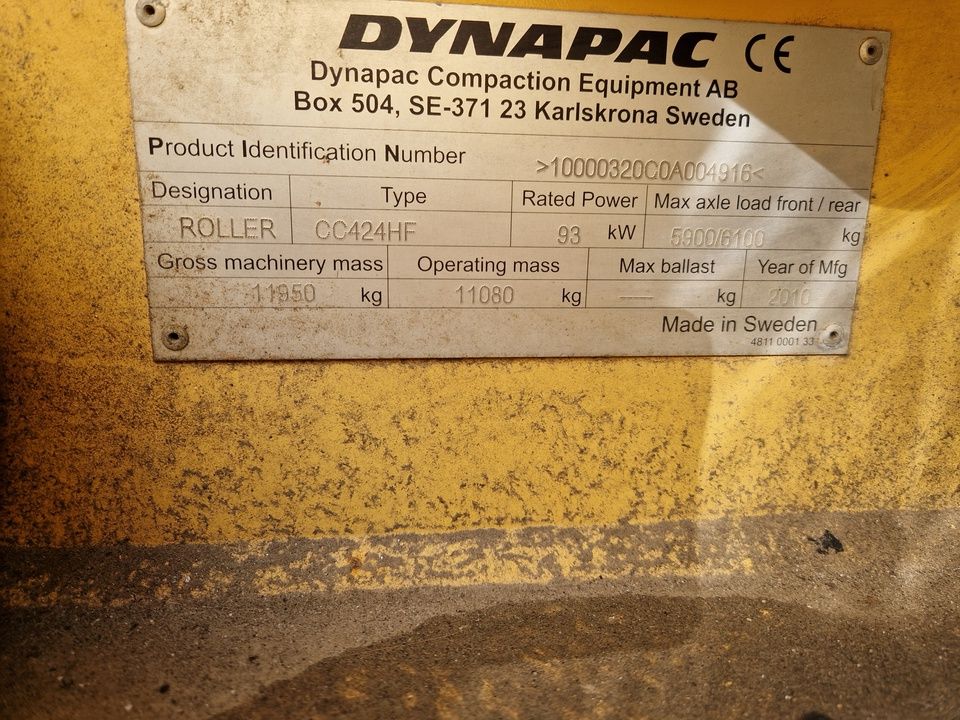 DYNAPAC CE
Dynapac Compaction Equipment AB
Box 504, SE-371 23 Karlskrona Sweden
Product Identification Number >10000320C0A004916<
Designation Type Rated Power Max axle load front / rear
ROLLER CC424HF 93 kW 5900/6100 kg
Gross machinery mass Operating mass Max ballast Year of Mfg
11950 kg 11080 kg —— kg 2010
Made in Sweden
4811 0001 33